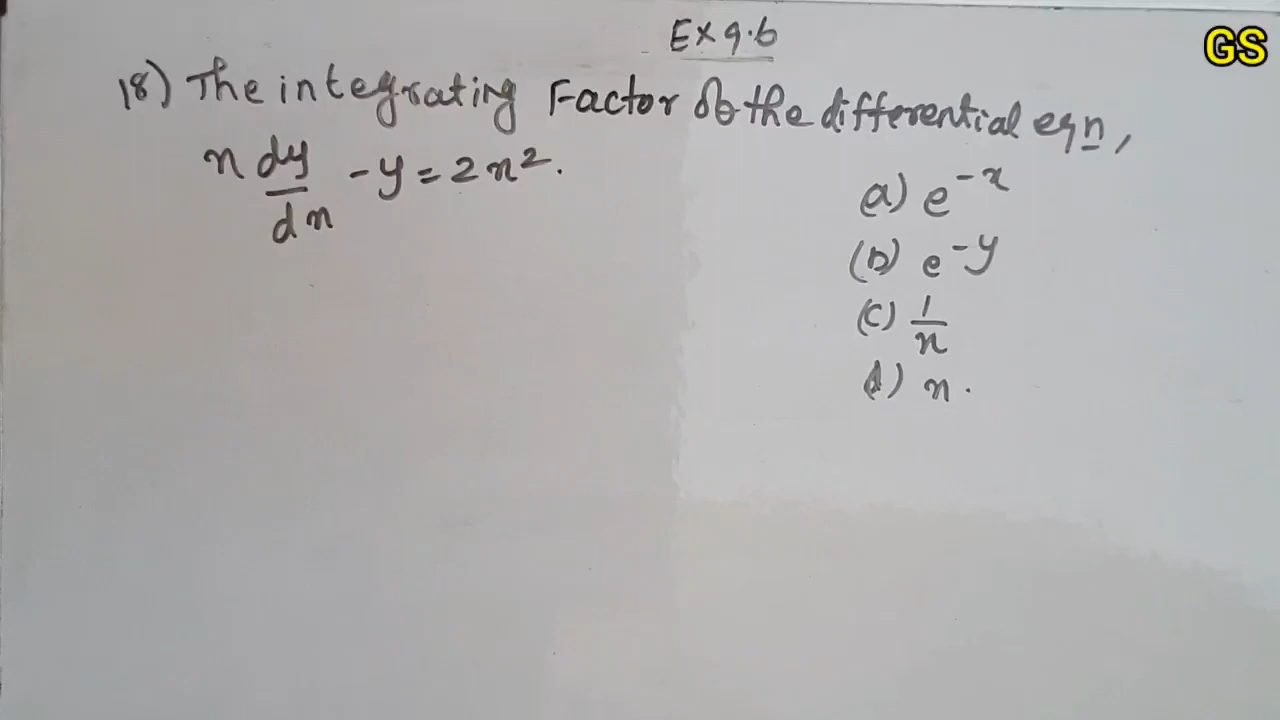 Ex 9.6
GS
18) The integrating Factor of the differential eqn,
x dy/dx - y = 2x².
a) e^-x
(b) e^-y
(c) 1/x
d) x.